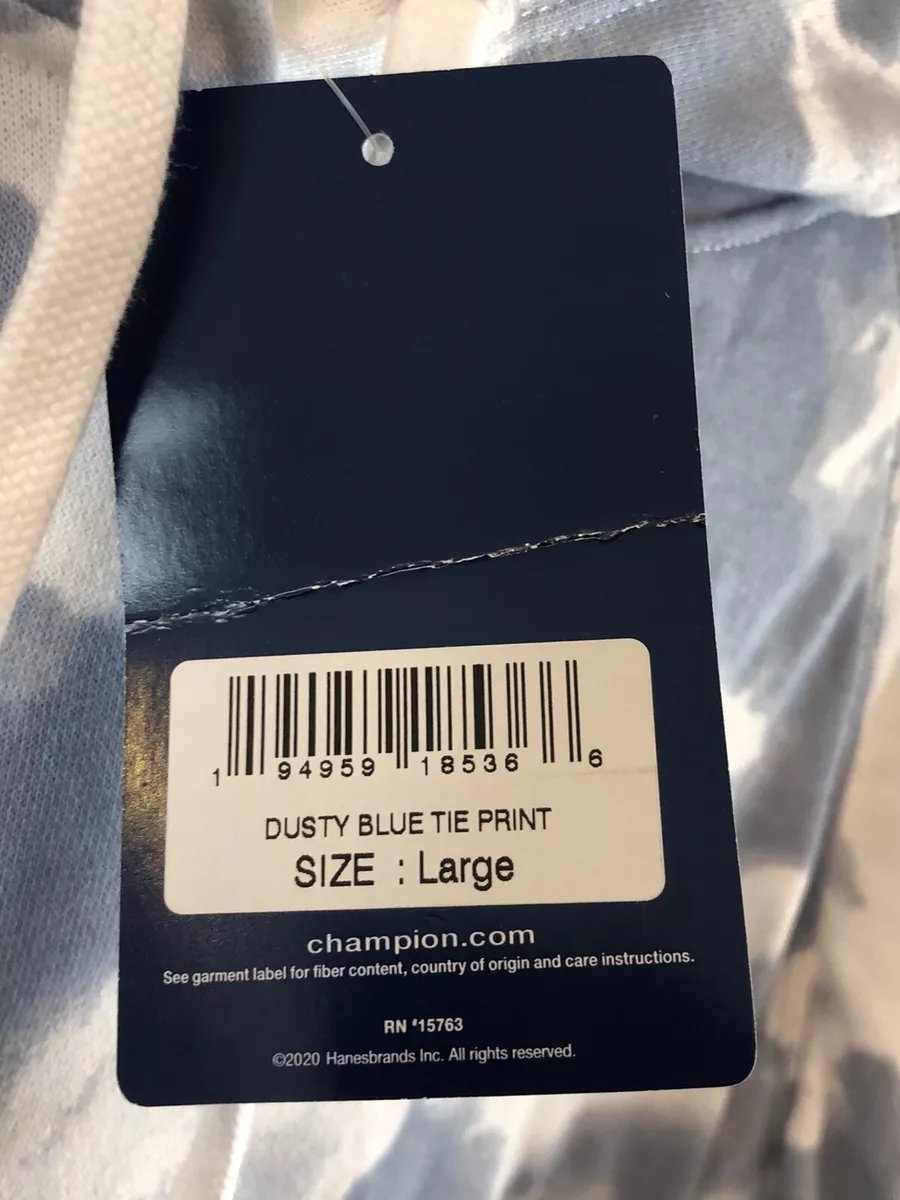 1 94959 18536 6
DUSTY BLUE TIE PRINT
SIZE : Large
champion.com
See garment label for fiber content, country of origin and care instructions.
RN #15763
©2020 Hanesbrands Inc. All rights reserved.